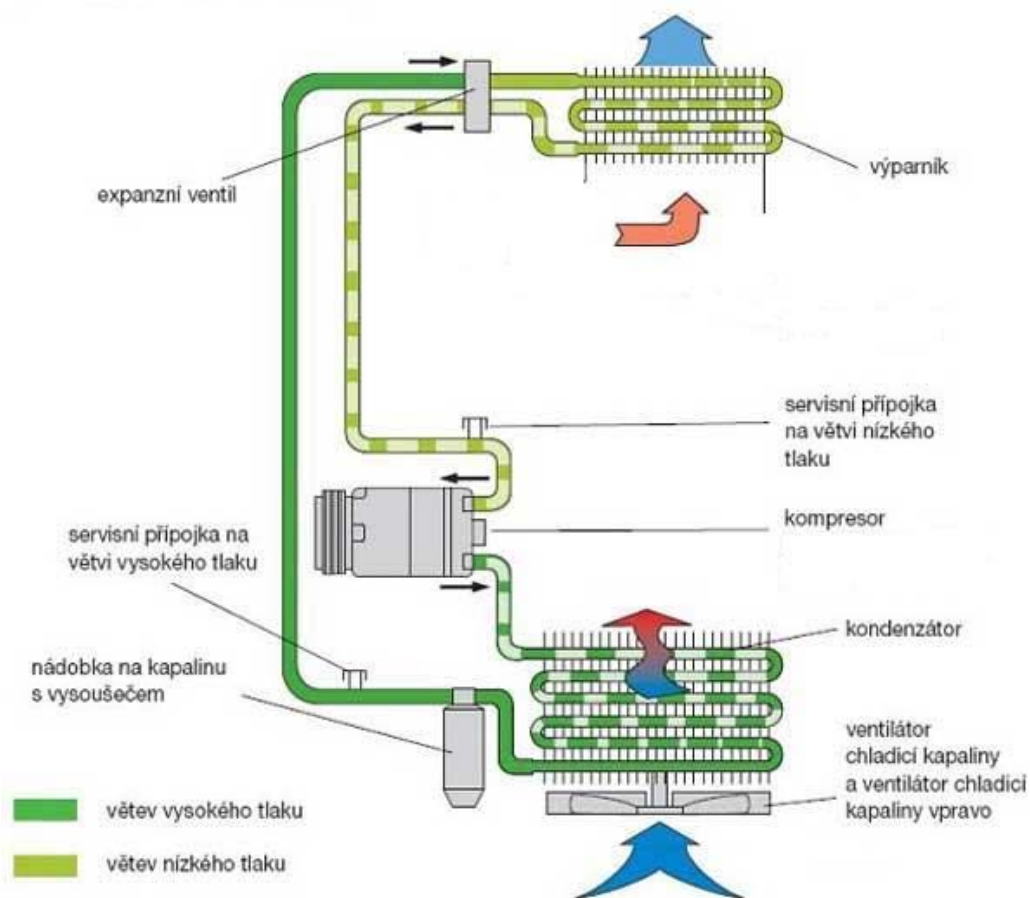 expanzní ventil
výparník
servisní přípojka
na větvi nízkého
tlaku
kompresor
servisní přípojka na
větvi vysokého tlaku
kondenzátor
nádobka na kapalinu
s vysoušečem
ventilátor
chladicí kapaliny
a ventilátor chladicí
kapaliny vpravo
větev vysokého tlaku
větev nízkého tlaku